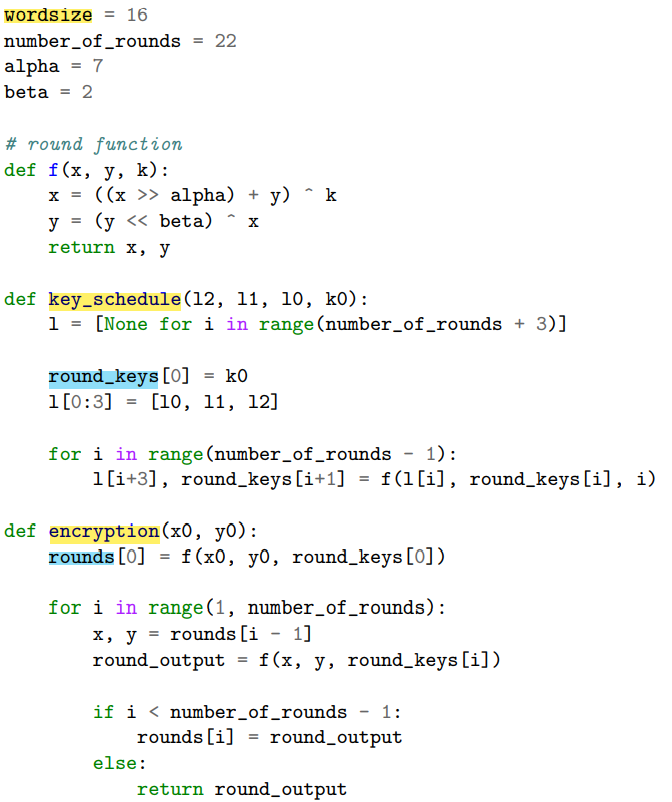 wordsize = 16
number_of_rounds = 22
alpha = 7
beta = 2
# round function
def f(x, y, k):
    x = ((x >> alpha) + y) ^ k
    y = (y << beta) ^ x
    return x, y
def key_schedule(l2, l1, l0, k0):
    l = [None for i in range(number_of_rounds + 3)]
    round_keys[0] = k0
    l[0:3] = [l0, l1, l2]
    for i in range(number_of_rounds - 1):
        l[i+3], round_keys[i+1] = f(l[i], round_keys[i], i)
def encryption(x0, y0):
    rounds[0] = f(x0, y0, round_keys[0])
    for i in range(1, number_of_rounds):
        x, y = rounds[i - 1]
        round_output = f(x, y, round_keys[i])
        if i < number_of_rounds - 1:
            rounds[i] = round_output
        else:
            return round_output